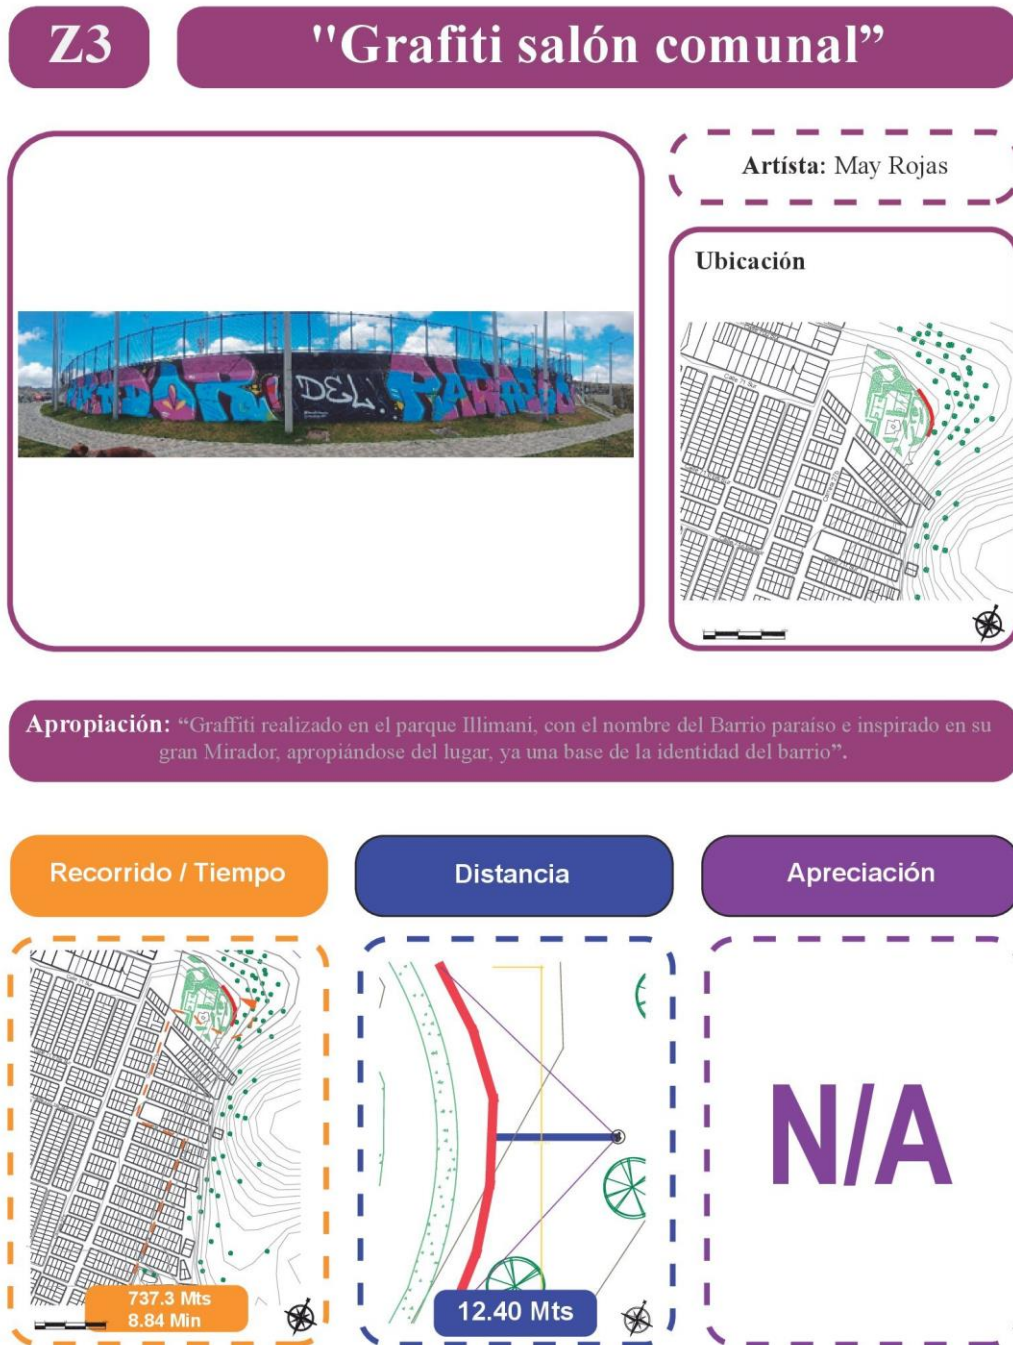 Z3
"Grafiti salón comunal”
Artísta: May Rojas
Ubicación
DEL
Apropiación: “Graffiti realizado en el parque Illimani, con el nombre del Barrio paraíso e inspirado en su
gran Mirador, apropiándose del lugar, ya una base de la identidad del barrio”.
Recorrido / Tiempo
Distancia
Apreciación
737.3 Mts
8.84 Min
12.40 Mts
N/A